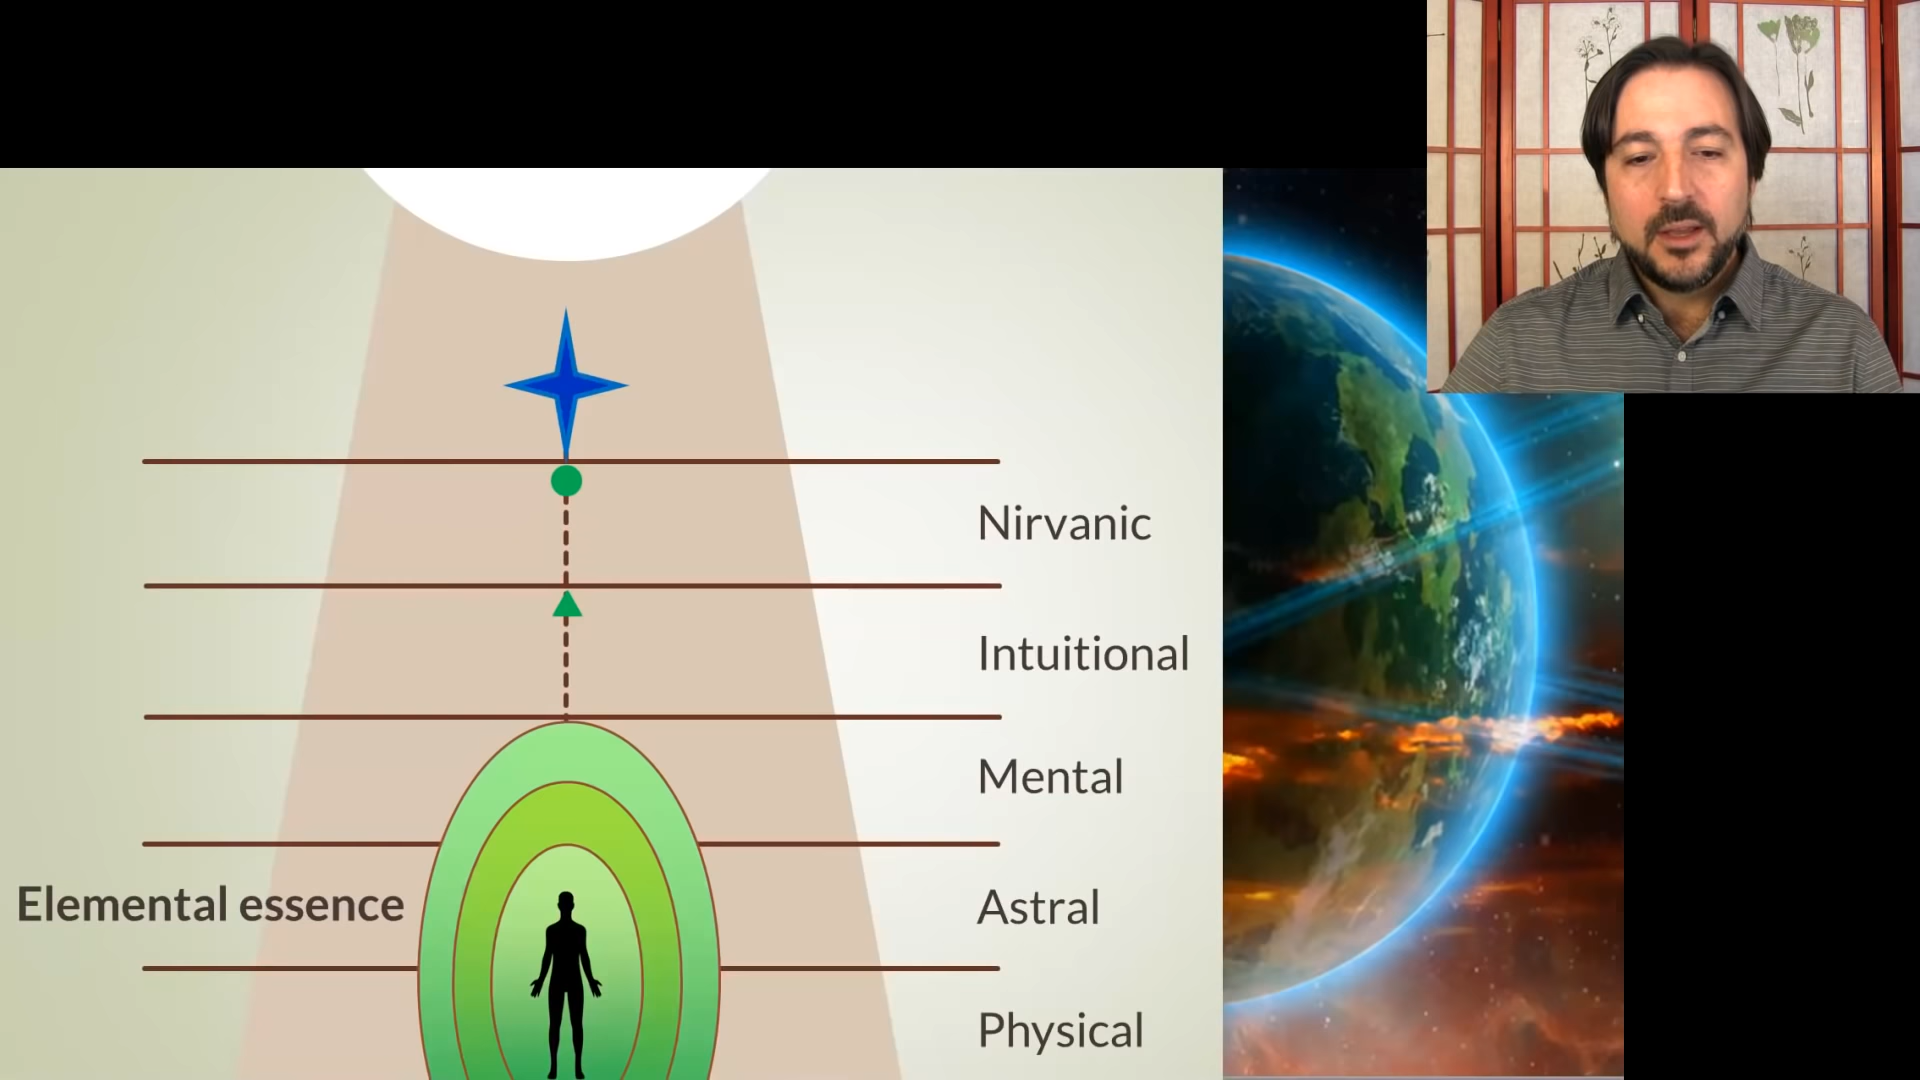 Nirvanic
Intuitional
Mental
Elemental essence
Astral
Physical